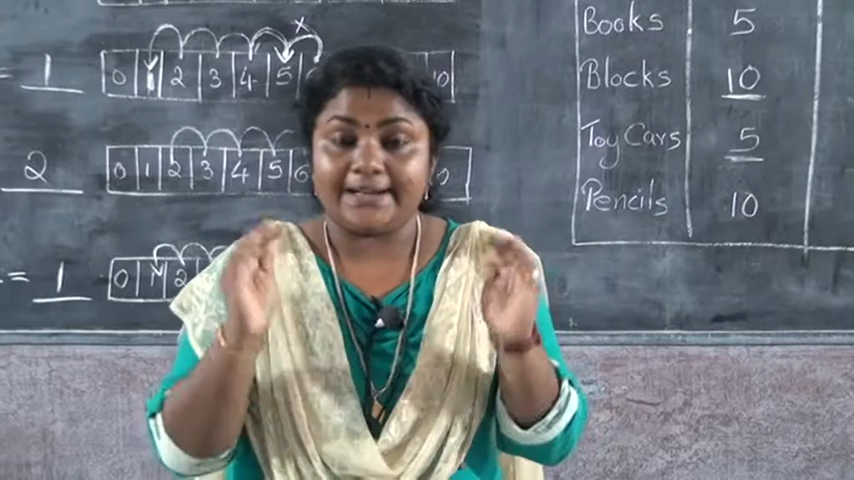 1 0 1 2 3 4 5 10
2 0 1 2 3 4 5 6
= 1 0 1 2
Books 5
Blocks 10
Toy Cars 5
Pencils 10